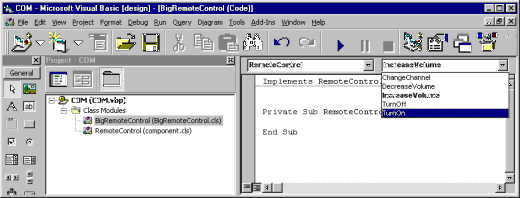 COM - Microsoft Visual Basic [design] - [BigRemoteControl (Code)]
File Edit View Project Format Debug Run Query Diagram Tools Add-Ins Window Help
General
Project - COM
COM (COM.vbp)
Class Modules
BigRemoteControl (BigRemoteControl.cls)
RemoteControl (component.cls)
RemoteControl
IncreaseVolume
Implements RemoteControl
Private Sub RemoteContr
End Sub
ChangeChannel
DecreaseVolume
IncreaseVolume
TurnOff
TurnOn